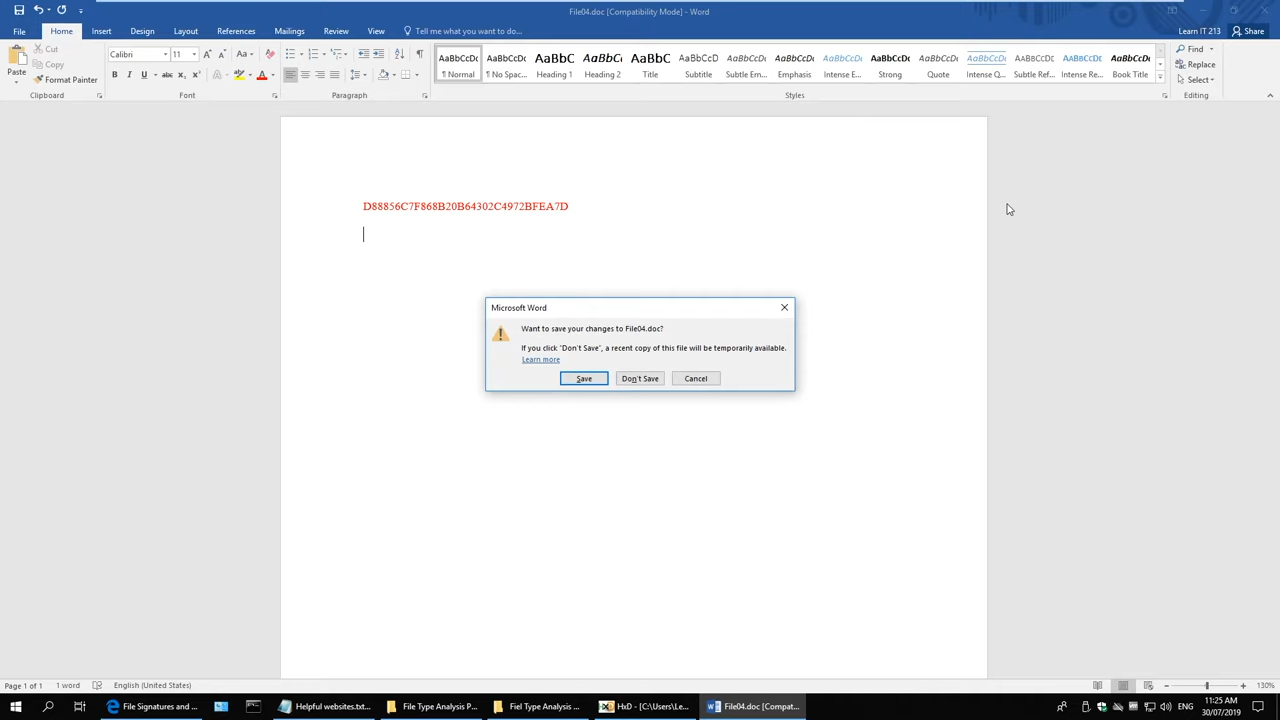 File04.doc [Compatibility Mode] - Word
File Home Insert Design Layout References Mailings Review View Tell me what you want to do... Learn IT 213 Share
Paste
Cut
Copy
Format Painter
Clipboard
Calibri 11
Font
Paragraph
AaBbCcDc AaBbCcDc AaBbC AaBbCc AaBbC AaBbCcD AaBbCcDc AaBbCcDc AaBbCcDc AaBbCcDc AaBbCcDc AaBbCcDc AABBCCDC AABBCCDC AaBbCcDc
¶ Normal ¶ No Spac... Heading 1 Heading 2 Title Subtitle Subtle Em... Emphasis Intense E... Strong Quote Intense Q... Subtle Ref... Intense Re... Book Title
Styles
Find
Replace
Select
Editing
D88856C7F868B20B64302C4972BFEA7D
Microsoft Word
Want to save your changes to File04.doc?
If you click "Don't Save", a recent copy of this file will be temporarily available.
Learn more
Save Don't Save Cancel
Page 1 of 1 1 word English (United States) 130%
File Signatures and ... Helpful websites.txt... File Type Analysis P... Fiel Type Analysis ... HxD - [C:\Users\Le... File04.doc [Compat...
ENG
11:25 AM
30/07/2019